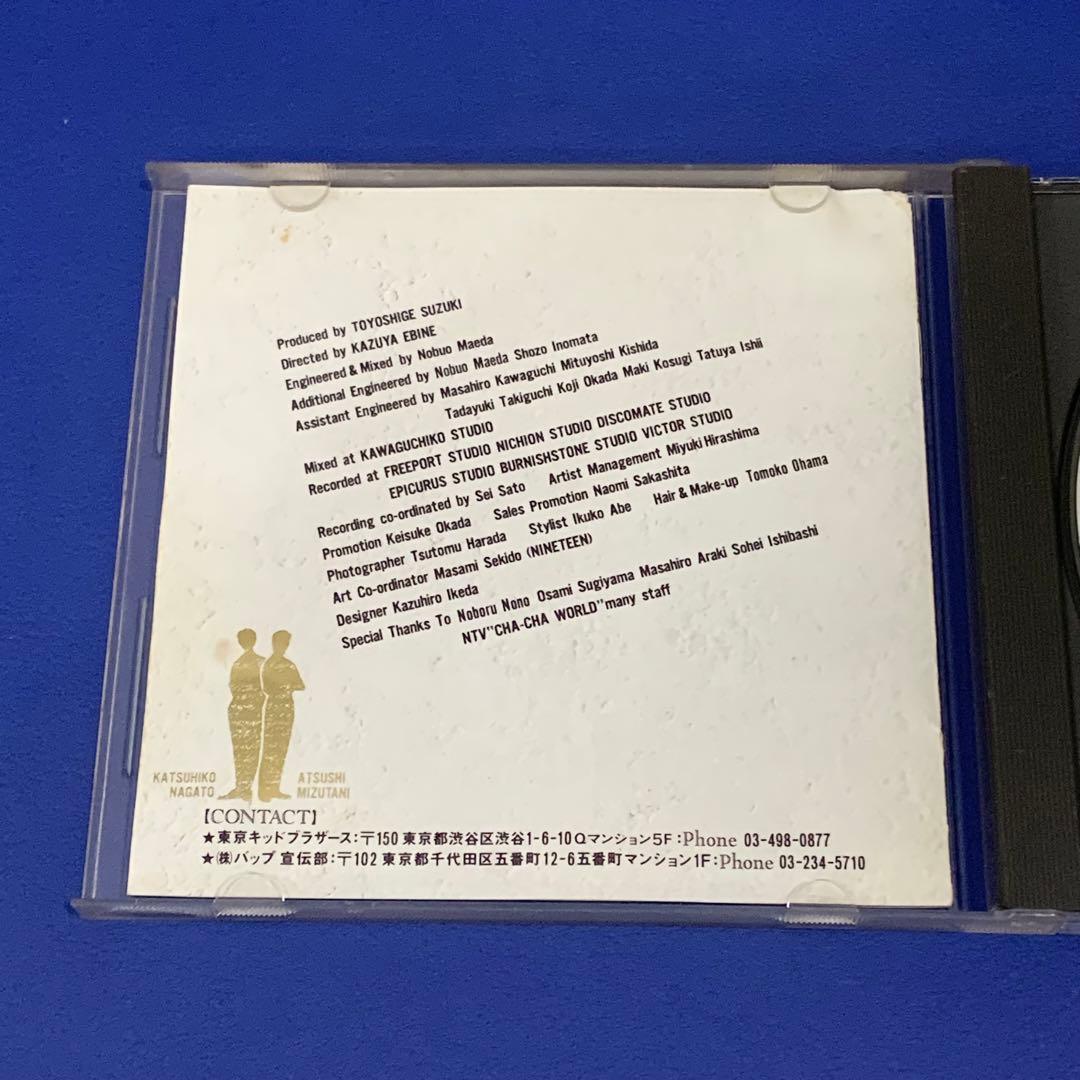 Produced by TOYOSHIGE SUZUKI
Directed by KAZUYA EBINE
Engineered & Mixed by Nobuo Maeda
Additional Engineered by Nobuo Maeda Shozo Inomata
Assistant Engineered by Masahiro Kawaguchi Mituyoshi Kishida
Tadayuki Takiguchi Koji Okada Maki Kosugi Tatuya Ishii
Mixed at KAWAGUCHIKO STUDIO
Recorded at FREEPORT STUDIO NICHION STUDIO DISCOMATE STUDIO
EPICURUS STUDIO BURNISHSTONE STUDIO VICTOR STUDIO
Recording co-ordinated by Sei Sato Artist Management Miyuki Hirashima
Promotion Keisuke Okada Sales Promotion Naomi Sakashita
Photographer Tsutomu Harada Stylist Ikuko Abe Hair & Make-up Tomoko Ohama
Art Co-ordinator Masami Sekido (NINETEEN)
Designer Kazuhiro Ikeda
Special Thanks To Noboru Nono Osami Sugiyama Masahiro Araki Sohei Ishibashi
NTV"CHA-CHA WORLD"many staff
KATSUHIKO NAGATO
ATSUSHI MIZUTANI
【CONTACT】
★東京キッドブラザース:〒150 東京都渋谷区渋谷1-6-10Qマンション5F:Phone 03-498-0877
★㈱バップ 宣伝部:〒102 東京都千代田区五番町12-6五番町マンション1F:Phone 03-234-5710